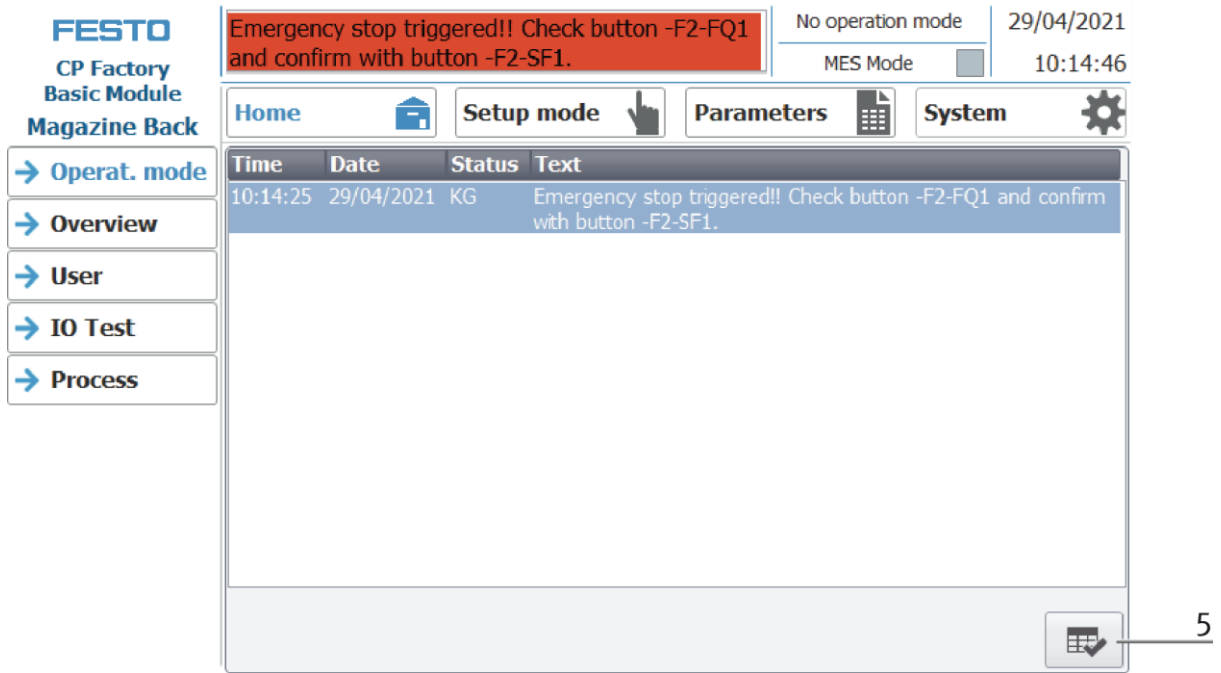 FESTO
CP Factory
Basic Module
Magazine Back
Emergency stop triggered!! Check button -F2-FQ1
and confirm with button -F2-SF1.
No operation mode
MES Mode
29/04/2021
10:14:46
Home
Setup mode
Parameters
System
Operat. mode
Overview
User
IO Test
Process
Time Date Status Text
10:14:25 29/04/2021 KG Emergency stop triggered!! Check button -F2-FQ1 and confirm
with button -F2-SF1.
5